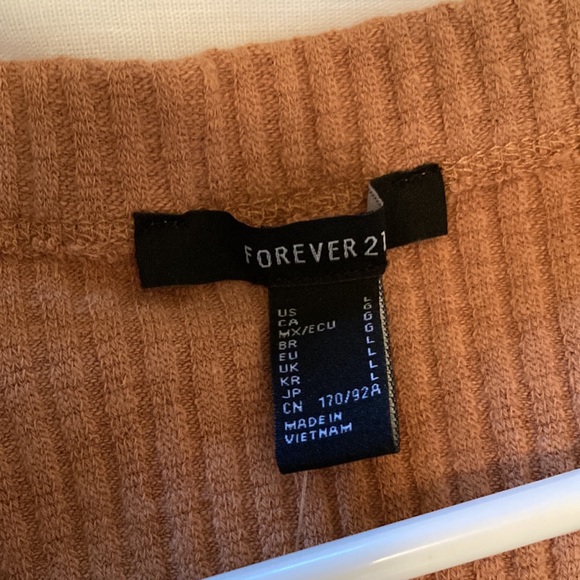 FOREVER 21
US L
CA G
MX/ECU G
BR G
EU L
UK L
KR L
JP L
CN 170/92A
MADE IN
VIETNAM